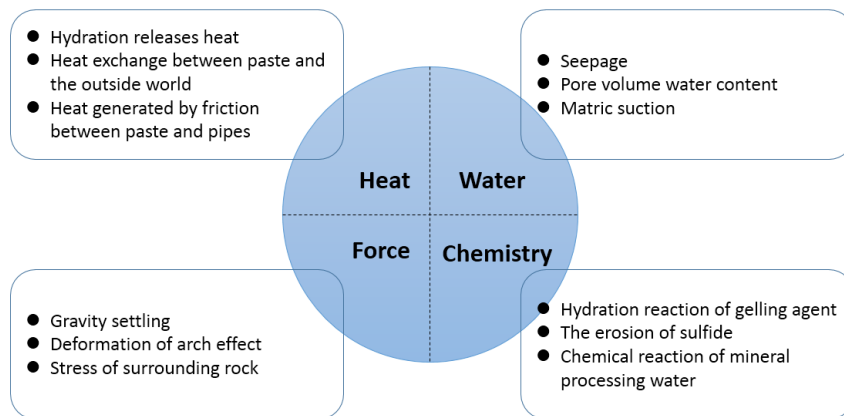 ● Hydration releases heat
● Heat exchange between paste and
the outside world
● Heat generated by friction
between paste and pipes
● Seepage
● Pore volume water content
● Matric suction
Heat
Water
Force
Chemistry
● Gravity settling
● Deformation of arch effect
● Stress of surrounding rock
● Hydration reaction of gelling agent
● The erosion of sulfide
● Chemical reaction of mineral
processing water